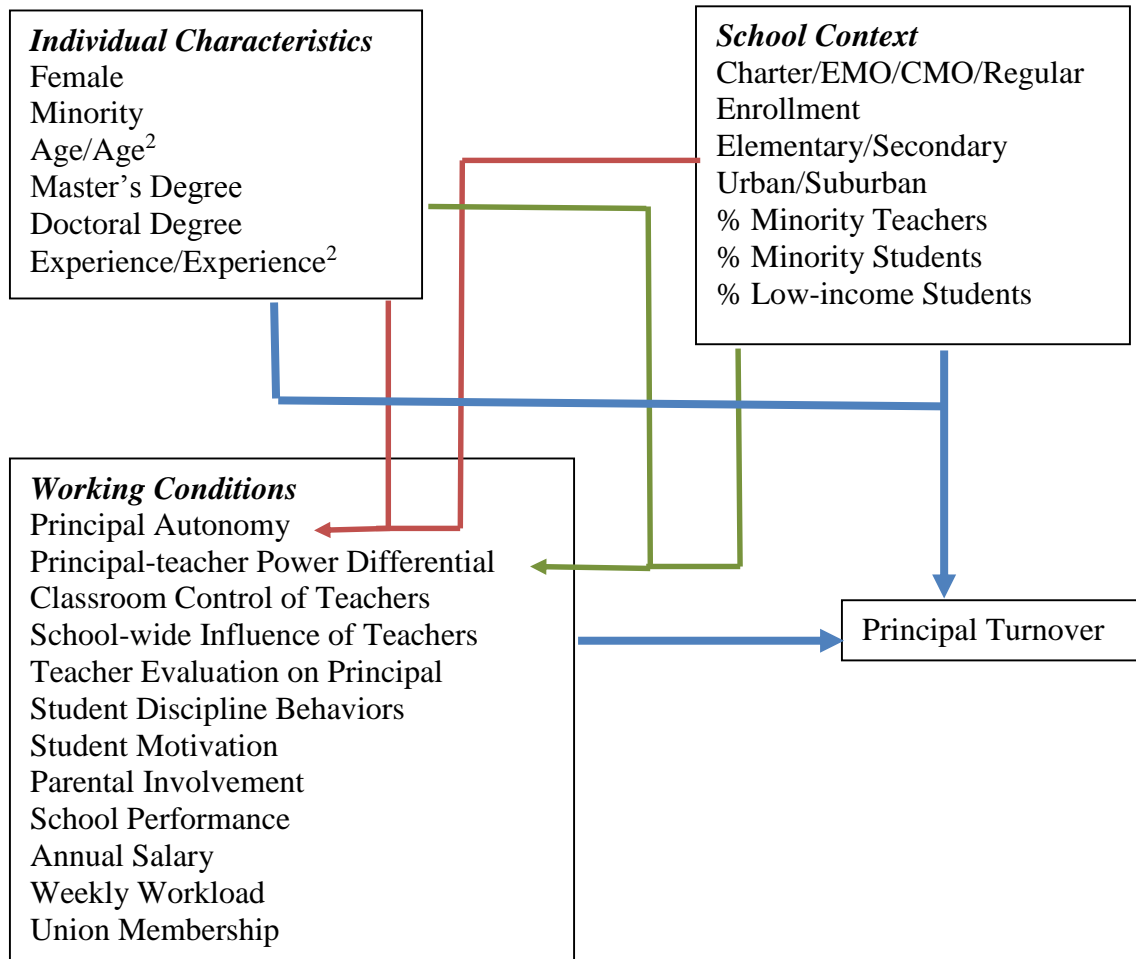 Individual Characteristics
Female
Minority
Age/Age²
Master's Degree
Doctoral Degree
Experience/Experience²
School Context
Charter/EMO/CMO/Regular
Enrollment
Elementary/Secondary
Urban/Suburban
% Minority Teachers
% Minority Students
% Low-income Students
Working Conditions
Principal Autonomy
Principal-teacher Power Differential
Classroom Control of Teachers
School-wide Influence of Teachers
Teacher Evaluation on Principal
Student Discipline Behaviors
Student Motivation
Parental Involvement
School Performance
Annual Salary
Weekly Workload
Union Membership
Principal Turnover